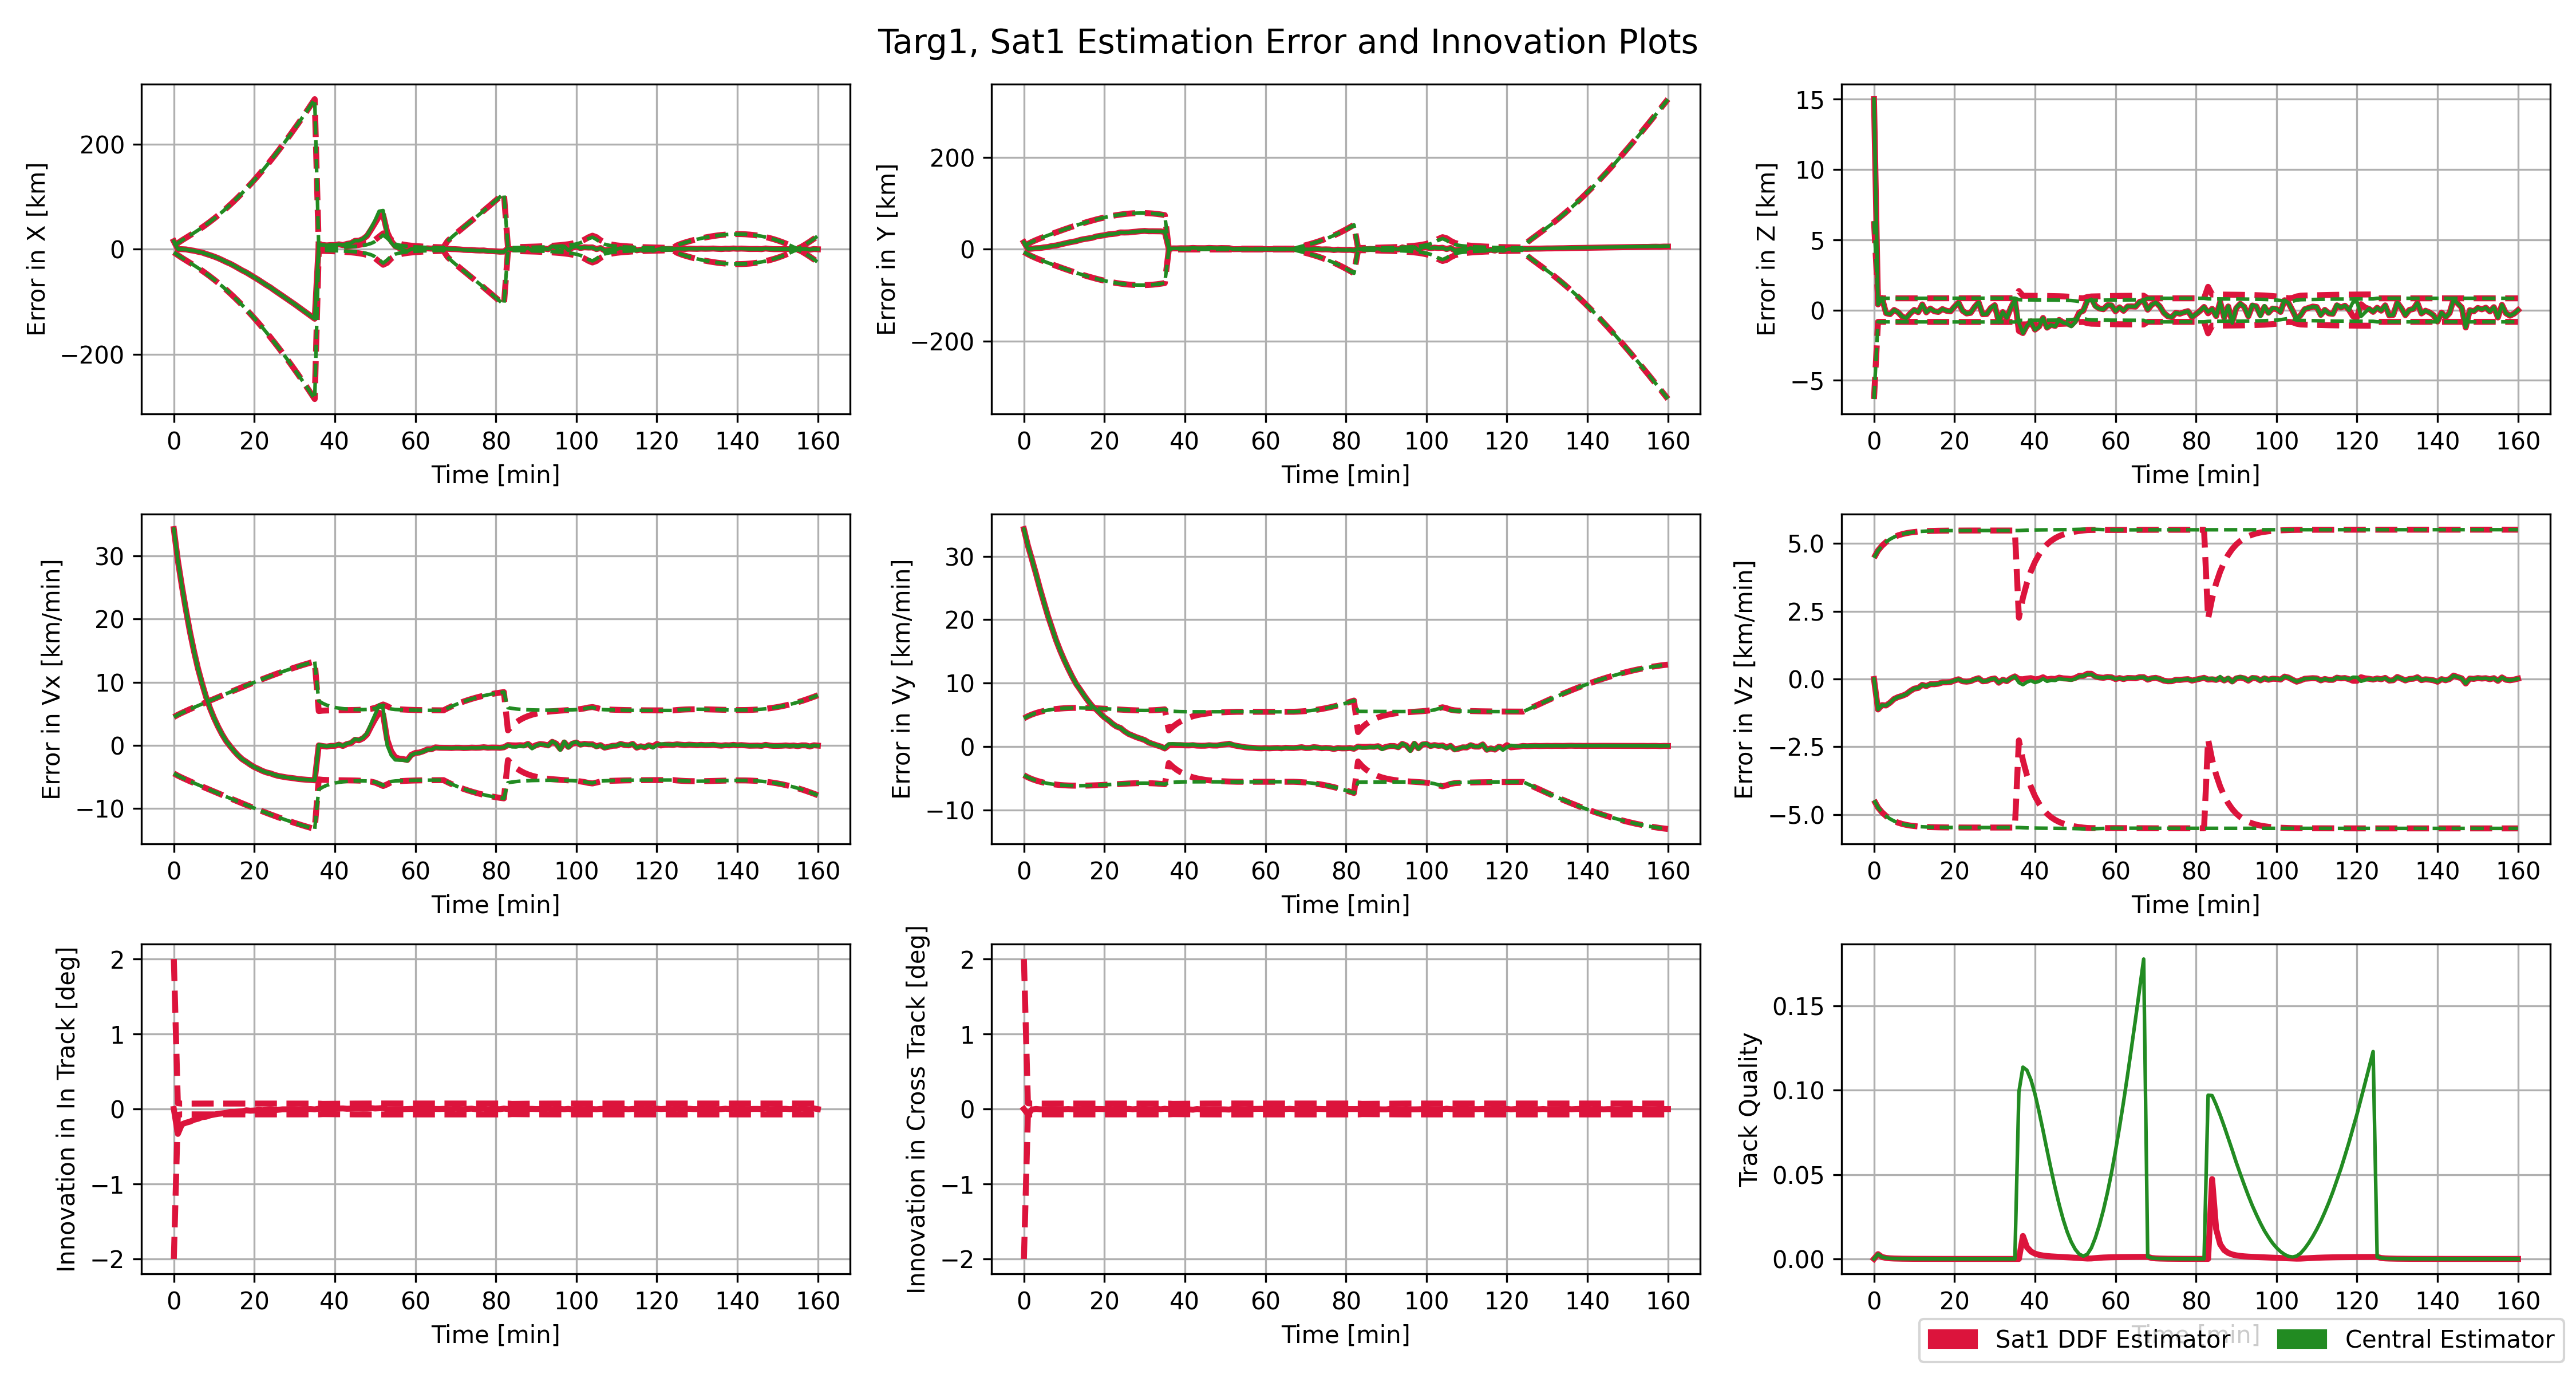 Targ1, Sat1 Estimation Error and Innovation Plots
Error in X [km]
200
0
−200
0 20 40 60 80 100 120 140 160
Time [min]
Error in Y [km]
200
0
−200
0 20 40 60 80 100 120 140 160
Time [min]
Error in Z [km]
15
10
5
0
−5
0 20 40 60 80 100 120 140 160
Time [min]
Error in Vx [km/min]
30
20
10
0
−10
0 20 40 60 80 100 120 140 160
Time [min]
Error in Vy [km/min]
30
20
10
0
−10
0 20 40 60 80 100 120 140 160
Time [min]
Error in Vz [km/min]
5.0
2.5
0.0
−2.5
−5.0
0 20 40 60 80 100 120 140 160
Time [min]
Innovation in In Track [deg]
2
1
0
−1
−2
0 20 40 60 80 100 120 140 160
Time [min]
Innovation in Cross Track [deg]
2
1
0
−1
−2
0 20 40 60 80 100 120 140 160
Time [min]
Track Quality
0.15
0.10
0.05
0.00
0 20 40 60 80 100 120 140 160
Time [min]
Sat1 DDF Estimator
Central Estimator